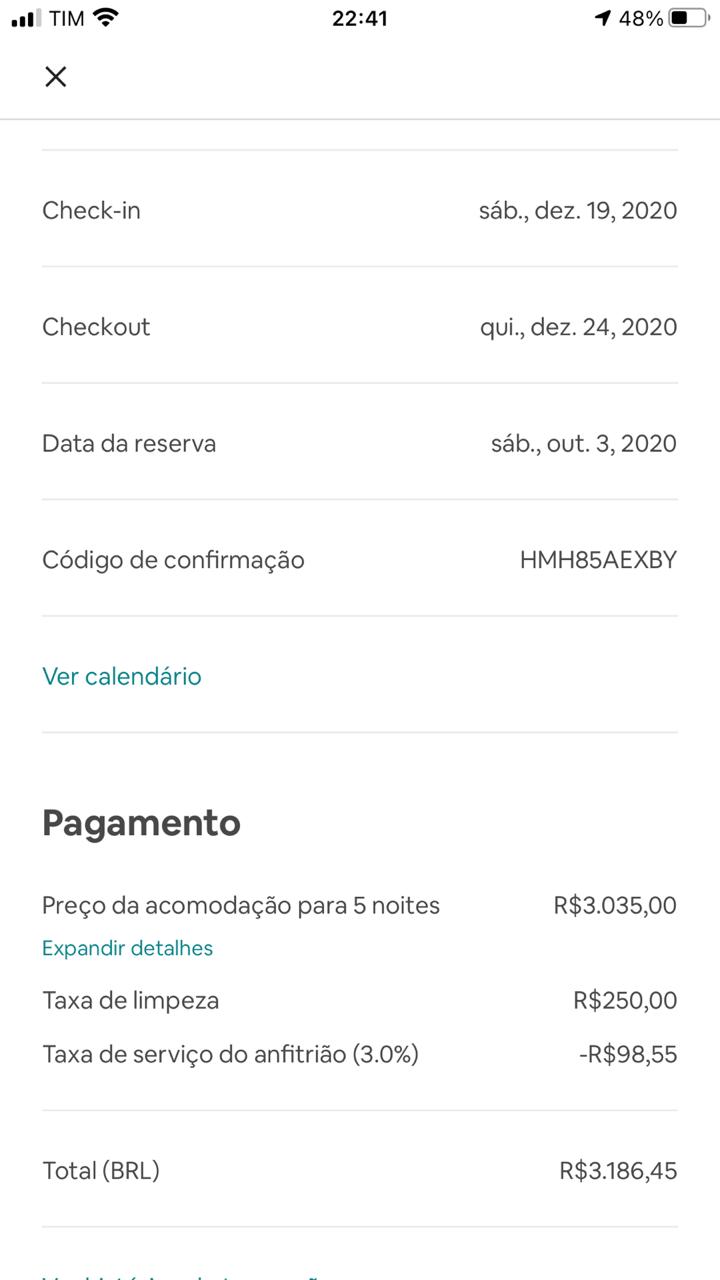 TIM 22:41 48%
Check-in sáb., dez. 19, 2020
Checkout qui., dez. 24, 2020
Data da reserva sáb., out. 3, 2020
Código de confirmação HMH85AEXBY
Ver calendário
Pagamento
Preço da acomodação para 5 noites R$3.035,00
Expandir detalhes
Taxa de limpeza R$250,00
Taxa de serviço do anfitrião (3.0%) -R$98,55
Total (BRL) R$3.186,45